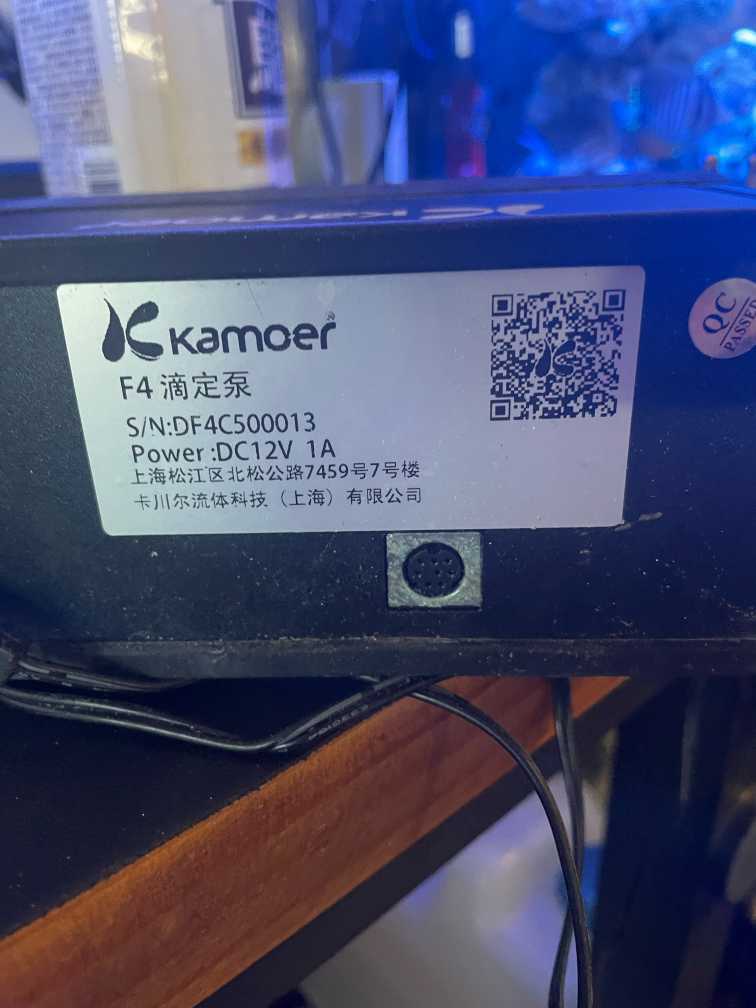 Kamoer
Kamoer®
F4 滴定泵
S/N:DF4C500013
Power :DC12V 1A
上海松江区北松公路7459号7号楼
卡川尔流体科技（上海）有限公司
QC
PASSED